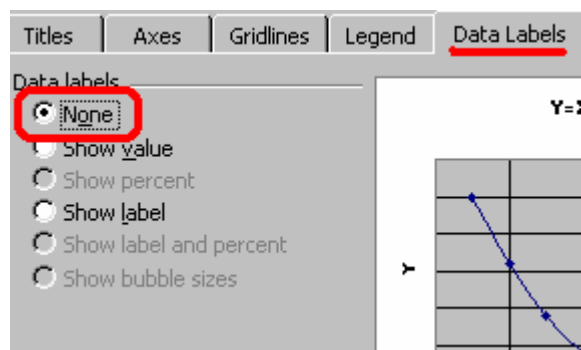 Titles Axes Gridlines Legend Data Labels
Data labels
None
Show value
Show percent
Show label
Show label and percent
Show bubble sizes
Y